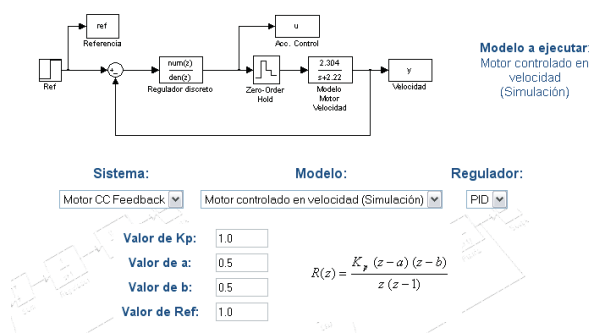 ref
Referencia
u
Acc. Control
Modelo a ejecutar:
Motor controlado en
velocidad
(Simulación)
Ref
num(z)
den(z)
Regulador discreto
Zero-Order
Hold
2.304
s+2.22
Modelo
Motor
Velocidad
y
Velocidad
Sistema:
Modelo:
Regulador:
Motor CC Feedback
Motor controlado en velocidad (Simulación)
PID
Valor de Kp: 1.0
Valor de a: 0.5
Valor de b: 0.5
Valor de Ref: 1.0
R(z) = K_p (z−a) (z−b) / z (z−1)